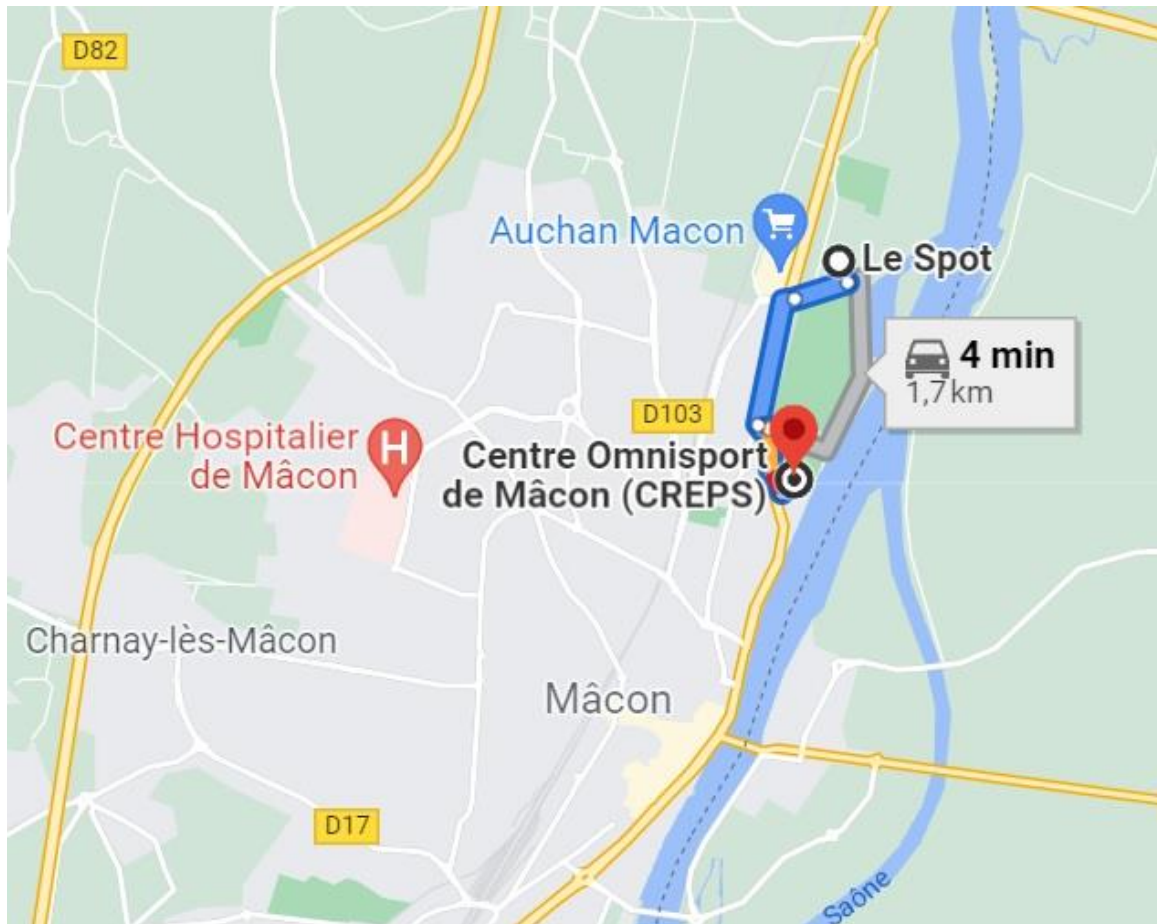 D82
Auchan Macon
Le Spot
4 min
1,7 km
D103
Centre Hospitalier
de Mâcon
H
Centre Omnisport
de Mâcon (CREPS)
Charnay-lès-Mâcon
Mâcon
D17
Saône